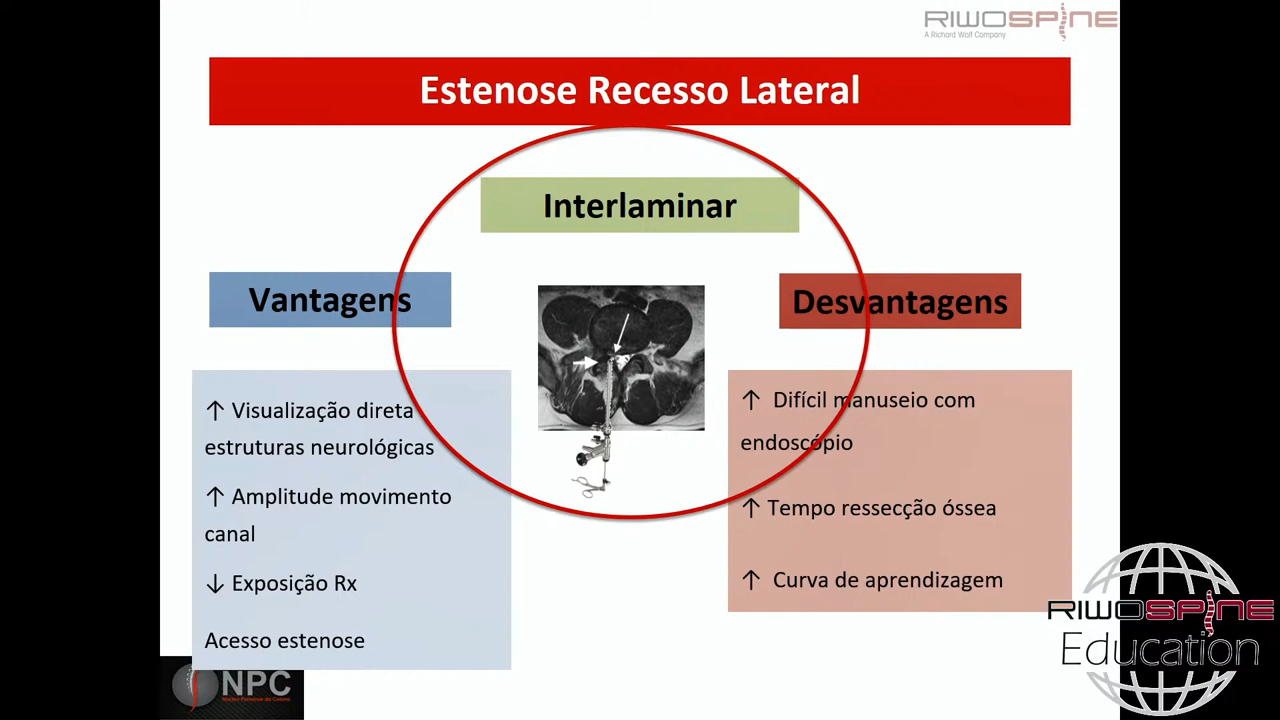 RIWOSPINE
A Richard Wolf Company
Estenose Recesso Lateral
Interlaminar
Vantagens
Desvantagens
↑ Visualização direta
estruturas neurológicas
↑ Amplitude movimento
canal
↓ Exposição Rx
Acesso estenose
↑ Difícil manuseio com
endoscópio
↑ Tempo ressecção óssea
↑ Curva de aprendizagem
NPC
RIWOSPINE
Education